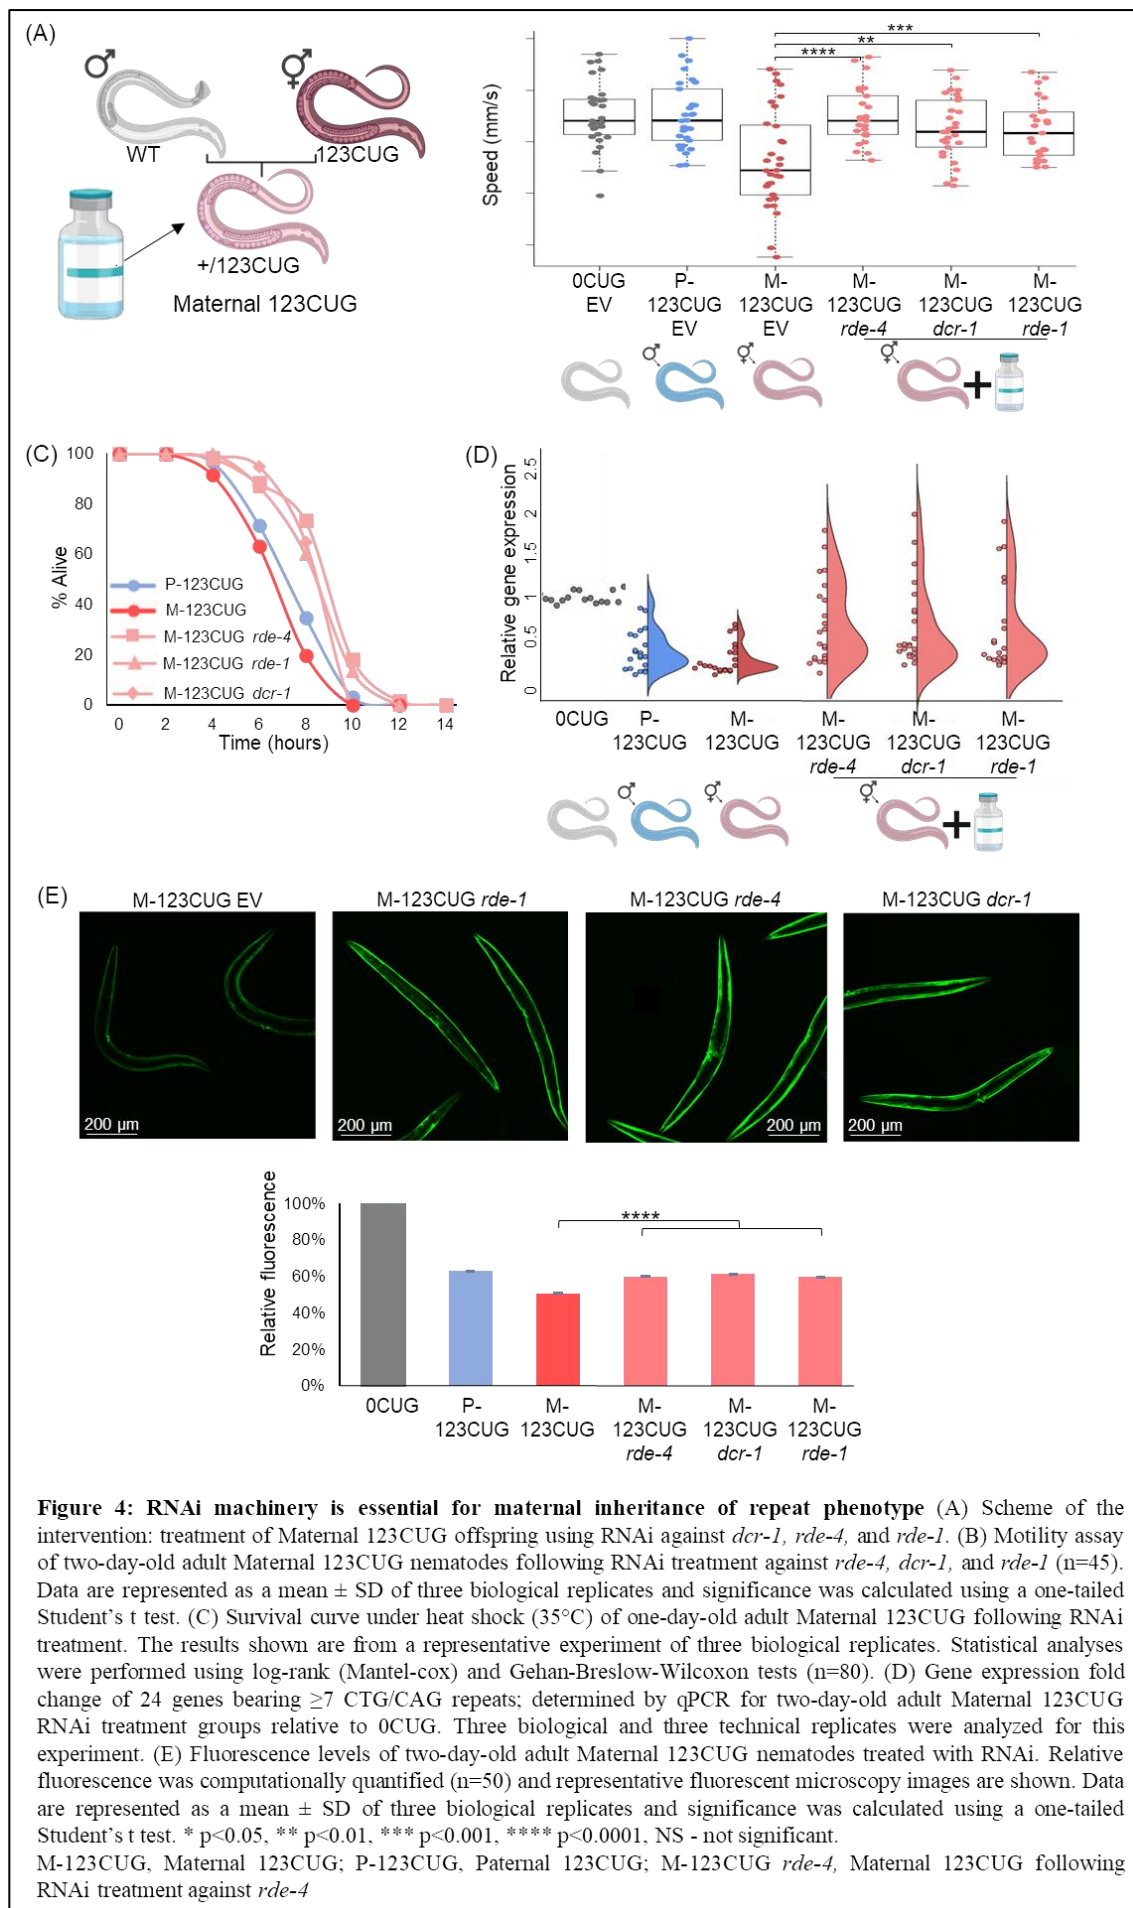 (A)
WT
123CUG
+/123CUG
Maternal 123CUG
Speed (mm/s)
****
**
***
0CUG
EV
P-
123CUG
EV
M-
123CUG
EV
M-
123CUG
rde-4
M-
123CUG
dcr-1
M-
123CUG
rde-1
(C)
% Alive
100
80
60
40
20
0
P-123CUG
M-123CUG
M-123CUG rde-4
M-123CUG rde-1
M-123CUG dcr-1
0 2 4 6 8 10 12 14
Time (hours)
(D)
Relative gene expression
2.5
2
1.5
1
0.5
0
0CUG
P-
123CUG
M-
123CUG
M-
123CUG
rde-4
M-
123CUG
dcr-1
M-
123CUG
rde-1
(E)
M-123CUG EV
M-123CUG rde-1
M-123CUG rde-4
M-123CUG dcr-1
200 µm
200 µm
200 µm
200 µm
Relative fluorescence
100%
80%
60%
40%
20%
0%
****
0CUG
P-
123CUG
M-
123CUG
M-
123CUG
rde-4
M-
123CUG
dcr-1
M-
123CUG
rde-1
Figure 4: RNAi machinery is essential for maternal inheritance of repeat phenotype (A) Scheme of the
intervention: treatment of Maternal 123CUG offspring using RNAi against dcr-1, rde-4, and rde-1. (B) Motility assay
of two-day-old adult Maternal 123CUG nematodes following RNAi treatment against rde-4, dcr-1, and rde-1 (n=45).
Data are represented as a mean ± SD of three biological replicates and significance was calculated using a one-tailed
Student's t test. (C) Survival curve under heat shock (35°C) of one-day-old adult Maternal 123CUG following RNAi
treatment. The results shown are from a representative experiment of three biological replicates. Statistical analyses
were performed using log-rank (Mantel-cox) and Gehan-Breslow-Wilcoxon tests (n=80). (D) Gene expression fold
change of 24 genes bearing ≥7 CTG/CAG repeats; determined by qPCR for two-day-old adult Maternal 123CUG
RNAi treatment groups relative to 0CUG. Three biological and three technical replicates were analyzed for this
experiment. (E) Fluorescence levels of two-day-old adult Maternal 123CUG nematodes treated with RNAi. Relative
fluorescence was computationally quantified (n=50) and representative fluorescent microscopy images are shown. Data
are represented as a mean ± SD of three biological replicates and significance was calculated using a one-tailed
Student's t test. * p<0.05, ** p<0.01, *** p<0.001, **** p<0.0001, NS - not significant.
M-123CUG, Maternal 123CUG; P-123CUG, Paternal 123CUG; M-123CUG rde-4, Maternal 123CUG following
RNAi treatment against rde-4